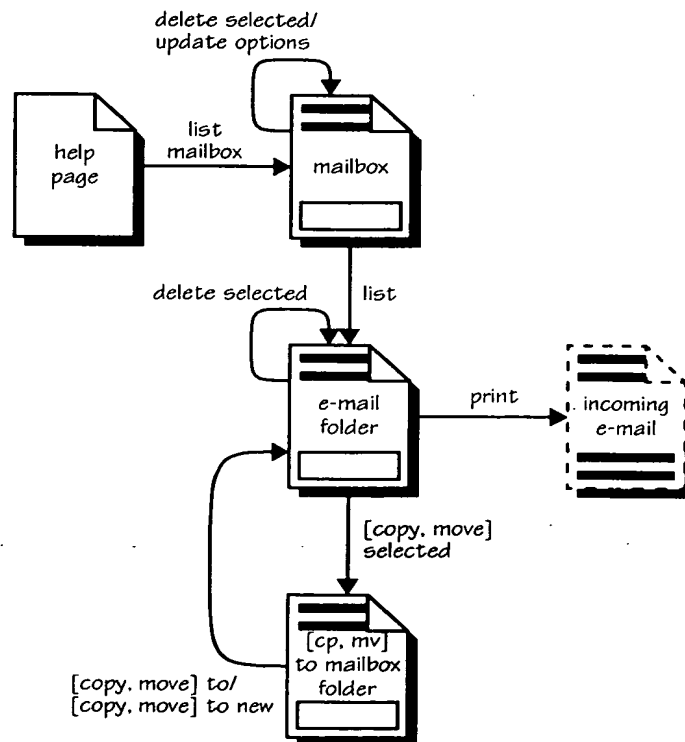 delete selected/
update options
help
page
list
mailbox
mailbox
delete selected
list
e-mail
folder
print
incoming
e-mail
[copy, move]
selected
[cp, mv]
to mailbox
folder
[copy, move] to/
[copy, move] to new